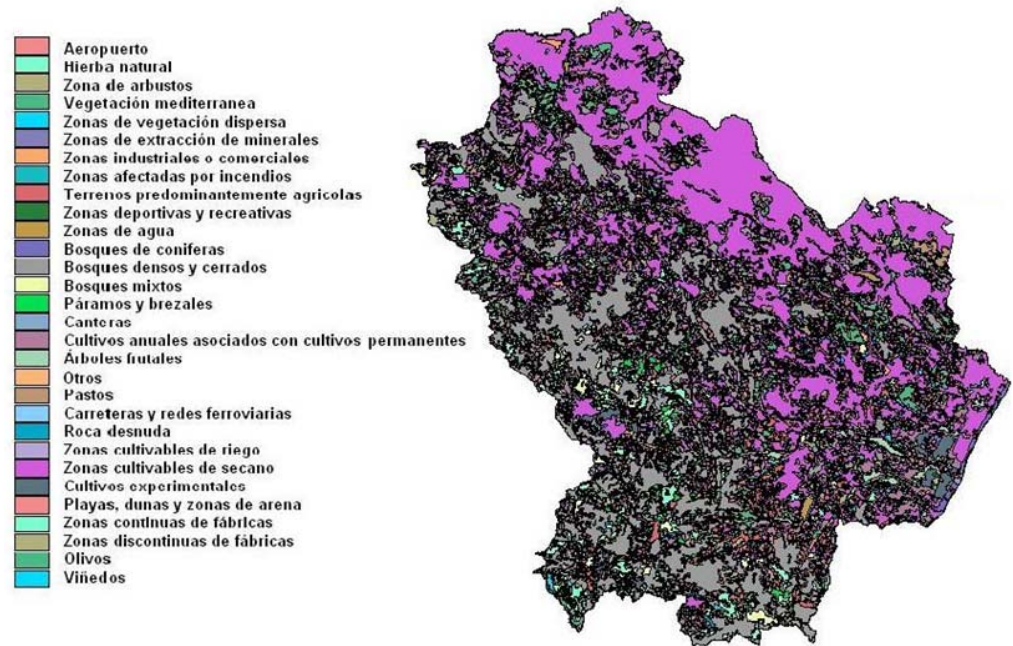 Aeropuerto
Hierba natural
Zona de arbustos
Vegetación mediterranea
Zonas de vegetación dispersa
Zonas de extracción de minerales
Zonas industriales o comerciales
Zonas afectadas por incendios
Terrenos predominantemente agricolas
Zonas deportivas y recreativas
Zonas de agua
Bosques de coniferas
Bosques densos y cerrados
Bosques mixtos
Páramos y brezales
Canteras
Cultivos anuales asociados con cultivos permanentes
Árboles frutales
Otros
Pastos
Carreteras y redes ferroviarias
Roca desnuda
Zonas cultivables de riego
Zonas cultivables de secano
Cultivos experimentales
Playas, dunas y zonas de arena
Zonas continuas de fábricas
Zonas discontinuas de fábricas
Olivos
Viñedos